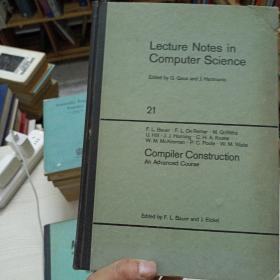 Lecture Notes in
Computer Science
Edited by G. Goos and J. Hartmanis
21
F. L. Bauer · F. L. De Remer · M. Griffiths
U. Hill · J. J. Horning · C. H. A. Koster
W. M. McKeeman · P. C. Poole · W. M. Waite
Compiler Construction
An Advanced Course
Edited by F. L. Bauer and J. Eickel